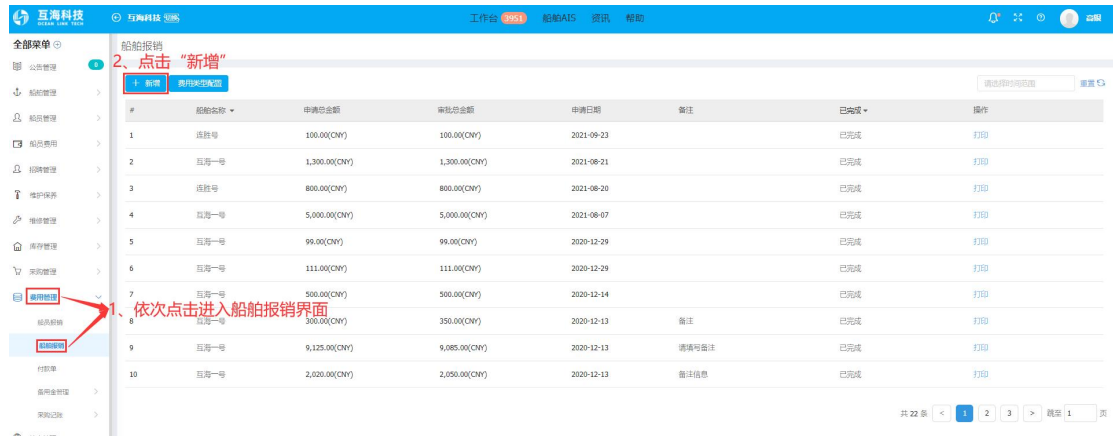 互海科技
OCEAN LINK TECH
互海科技
工作台 3951 船舶AIS 资讯 帮助
全部菜单
船舶报销
公告管理 0
2、点击“新增”
船舶管理
+ 新增 费用类型配置 请选择时间范围 重置
船员管理
# 船舶名称 申请总金额 审批总金额 申请日期 备注 已完成 操作
船员费用
1 连胜号 100.00(CNY) 100.00(CNY) 2021-09-23 已完成 打印
招聘管理
2 互海一号 1,300.00(CNY) 1,300.00(CNY) 2021-08-21 已完成 打印
维护保养
3 连胜号 800.00(CNY) 800.00(CNY) 2021-08-20 已完成 打印
维修管理
4 互海一号 5,000.00(CNY) 5,000.00(CNY) 2021-08-07 已完成 打印
库存管理
5 互海一号 99.00(CNY) 99.00(CNY) 2020-12-29 已完成 打印
采购管理
6 互海一号 111.00(CNY) 111.00(CNY) 2020-12-29 已完成 打印
费用管理
7 互海一号 500.00(CNY) 500.00(CNY) 2020-12-14 已完成 打印
1、依次点击进入船舶报销界面
船员报销
8 互海一号 300.00(CNY) 350.00(CNY) 2020-12-13 备注 已完成 打印
船舶报销
9 互海一号 9,125.00(CNY) 9,085.00(CNY) 2020-12-13 请填写备注 已完成 打印
付款单
10 互海一号 2,020.00(CNY) 2,050.00(CNY) 2020-12-13 备注信息 已完成 打印
备用金管理
采购记账
共 22 条 < 1 2 3 > 跳至 1 页